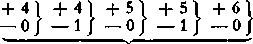 + 4 } + 4 } + 5 } + 5 } + 6 }
— 0 } — 1 } — 0 } — 1 } — 0 }